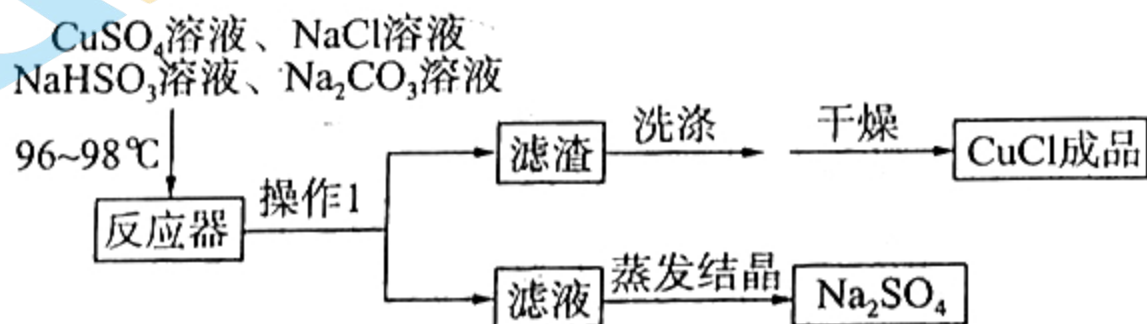 CuSO₄溶液、NaCl溶液
NaHSO₃溶液、Na₂CO₃溶液
96~98℃
反应器
操作1
滤渣
洗涤
干燥
CuCl成品
滤液
蒸发结晶
Na₂SO₄